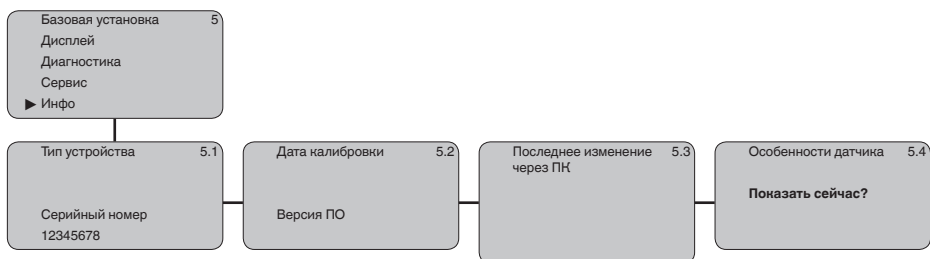 Базовая установка 5
Дисплей
Диагностика
Сервис
▶ Инфо
Тип устройства 5.1
Серийный номер
12345678
Дата калибровки 5.2
Версия ПО
Последнее изменение 5.3
через ПК
Особенности датчика 5.4
Показать сейчас?